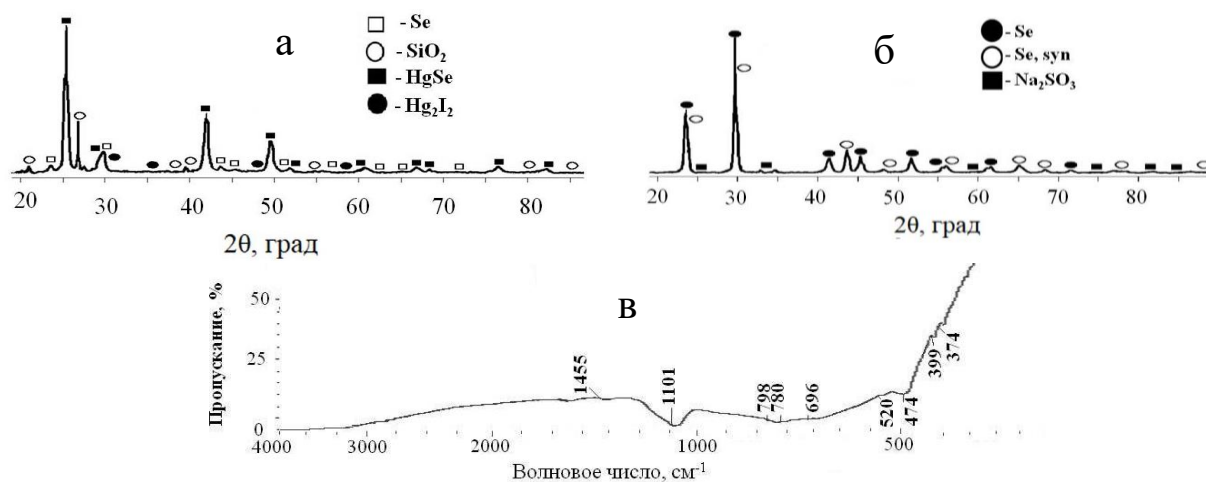 а
□ - Se
○ - SiO₂
■ - HgSe
● - Hg₂I₂
20 30 40 50 60 70 80
2θ, град
б
● - Se
○ - Se, syn
■ - Na₂SO₃
20 30 40 50 60 70 80
2θ, град
в
Пропускание, %
50
25
0
1455
1101
798
780
696
520
474
399
374
4000 3000 2000 1000 500
Волновое число, см⁻¹